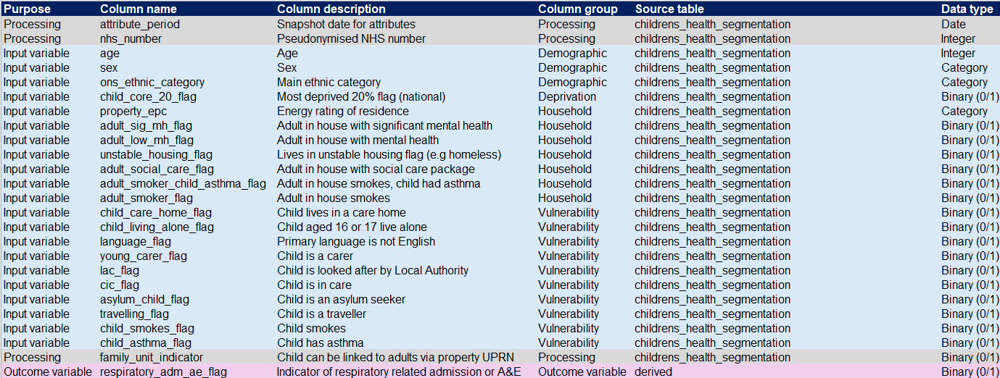 Purpose Column name Column description Column group Source table Data type
Processing attribute_period Snapshot date for attributes Processing childrens_health_segmentation Date
Processing nhs_number Pseudonymised NHS number Processing childrens_health_segmentation Integer
Input variable age Age Demographic childrens_health_segmentation Integer
Input variable sex Sex Demographic childrens_health_segmentation Category
Input variable ons_ethnic_category Main ethnic category Demographic childrens_health_segmentation Category
Input variable child_core_20_flag Most deprived 20% flag (national) Deprivation childrens_health_segmentation Binary (0/1)
Input variable property_epc Energy rating of residence Household childrens_health_segmentation Category
Input variable adult_sig_mh_flag Adult in house with significant mental health Household childrens_health_segmentation Binary (0/1)
Input variable adult_low_mh_flag Adult in house with mental health Household childrens_health_segmentation Binary (0/1)
Input variable unstable_housing_flag Lives in unstable housing flag (e.g homeless) Household childrens_health_segmentation Binary (0/1)
Input variable adult_social_care_flag Adult in house with social care package Household childrens_health_segmentation Binary (0/1)
Input variable adult_smoker_child_asthma_flag Adult in house smokes, child had asthma Household childrens_health_segmentation Binary (0/1)
Input variable adult_smoker_flag Adult in house smokes Household childrens_health_segmentation Binary (0/1)
Input variable child_care_home_flag Child lives in a care home Vulnerability childrens_health_segmentation Binary (0/1)
Input variable child_living_alone_flag Child aged 16 or 17 live alone Vulnerability childrens_health_segmentation Binary (0/1)
Input variable language_flag Primary language is not English Vulnerability childrens_health_segmentation Binary (0/1)
Input variable young_carer_flag Child is a carer Vulnerability childrens_health_segmentation Binary (0/1)
Input variable lac_flag Child is looked after by Local Authority Vulnerability childrens_health_segmentation Binary (0/1)
Input variable cic_flag Child is in care Vulnerability childrens_health_segmentation Binary (0/1)
Input variable asylum_child_flag Child is an asylum seeker Vulnerability childrens_health_segmentation Binary (0/1)
Input variable travelling_flag Child is a traveller Vulnerability childrens_health_segmentation Binary (0/1)
Input variable child_smokes_flag Child smokes Vulnerability childrens_health_segmentation Binary (0/1)
Input variable child_asthma_flag Child has asthma Vulnerability childrens_health_segmentation Binary (0/1)
Processing family_unit_indicator Child can be linked to adults via property UPRN Processing childrens_health_segmentation Binary (0/1)
Outcome variable respiratory_adm_ae_flag Indicator of respiratory related admission or A&E Outcome variable derived Binary (0/1)